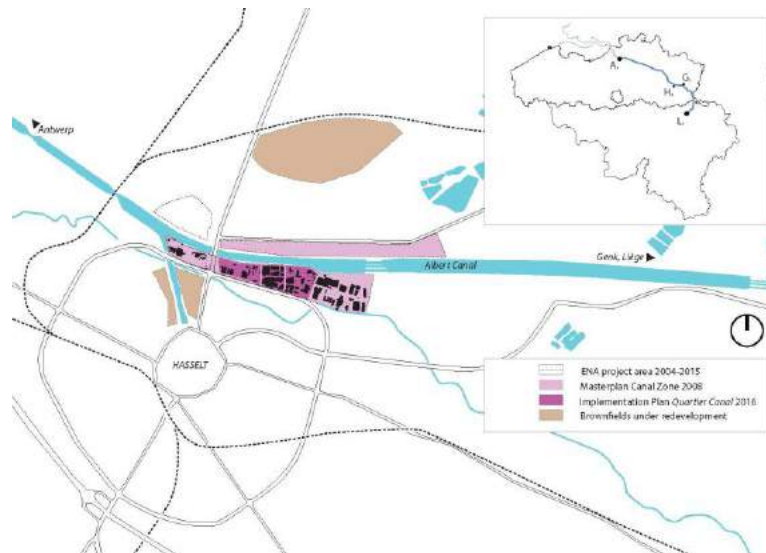 A.
G.
H.
L.
Antwerp
Genk, Liège
Albert Canal
HASSELT
ENA project area 2004-2015
Masterplan Canal Zone 2008
Implementation Plan Quartier Canal 2016
Brownfields under redevelopment